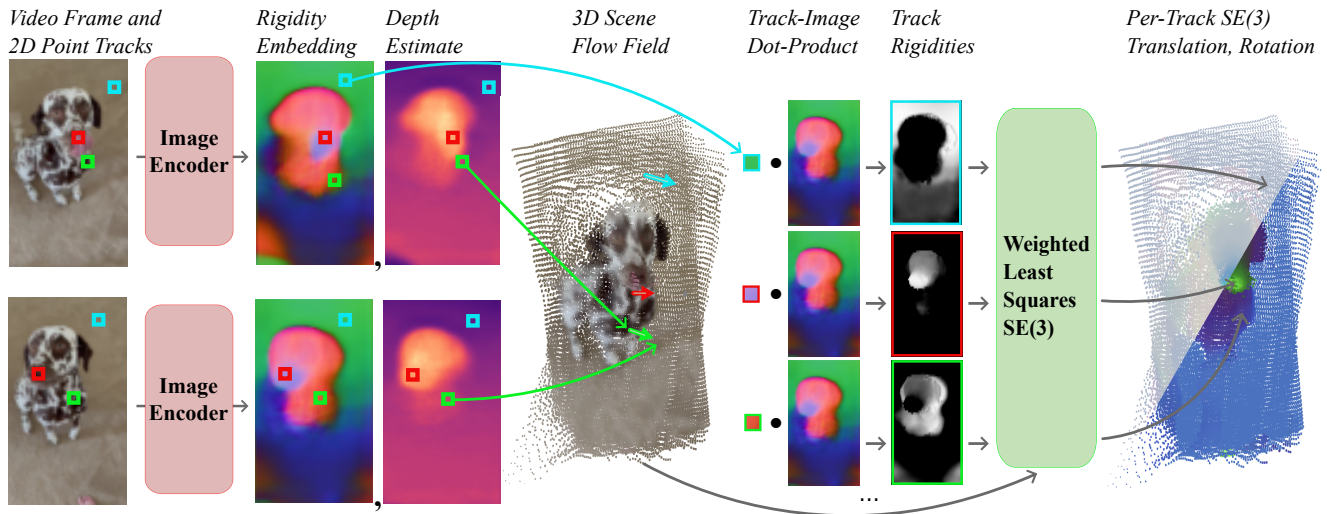 Video Frame and
2D Point Tracks
Rigidity
Embedding
Depth
Estimate
3D Scene
Flow Field
Track-Image
Dot-Product
Track
Rigidities
Per-Track SE(3)
Translation, Rotation
Image
Encoder
,
Image
Encoder
,
Weighted
Least
Squares
SE(3)
...